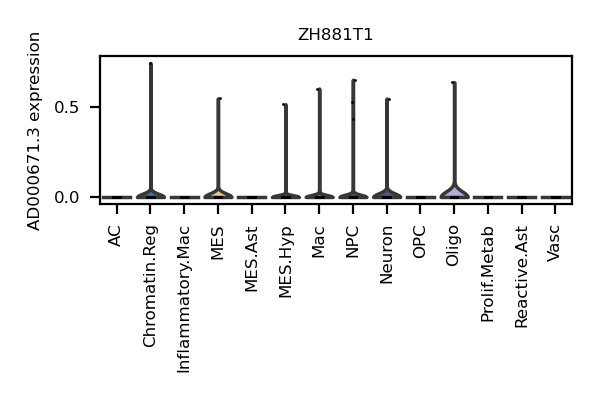 ZH881T1
AD000671.3 expression
0.5
0.0
AC
Chromatin.Reg
Inflammatory.Mac
MES
MES.Ast
MES.Hyp
Mac
NPC
Neuron
OPC
Oligo
Prolif.Metab
Reactive.Ast
Vasc